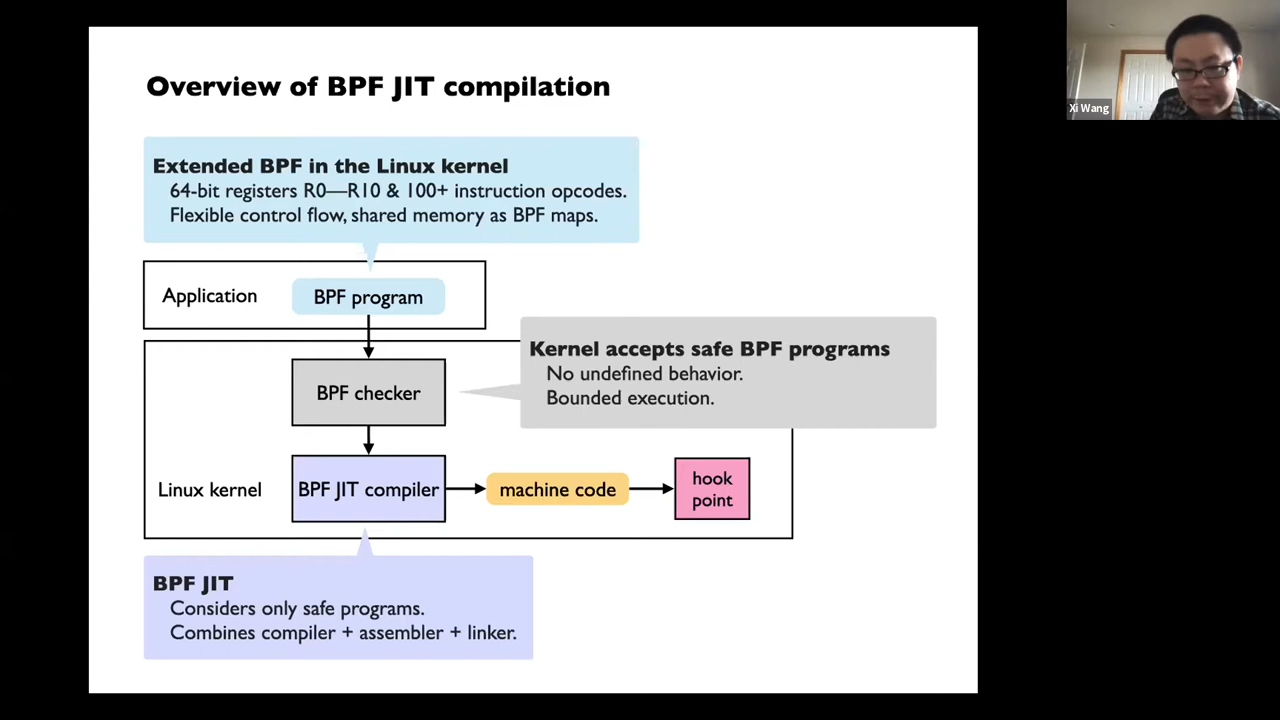 Overview of BPF JIT compilation
Xi Wang
Extended BPF in the Linux kernel
64-bit registers R0—R10 & 100+ instruction opcodes.
Flexible control flow, shared memory as BPF maps.
Application
BPF program
Kernel accepts safe BPF programs
No undefined behavior.
Bounded execution.
BPF checker
Linux kernel
BPF JIT compiler
machine code
hook
point
BPF JIT
Considers only safe programs.
Combines compiler + assembler + linker.